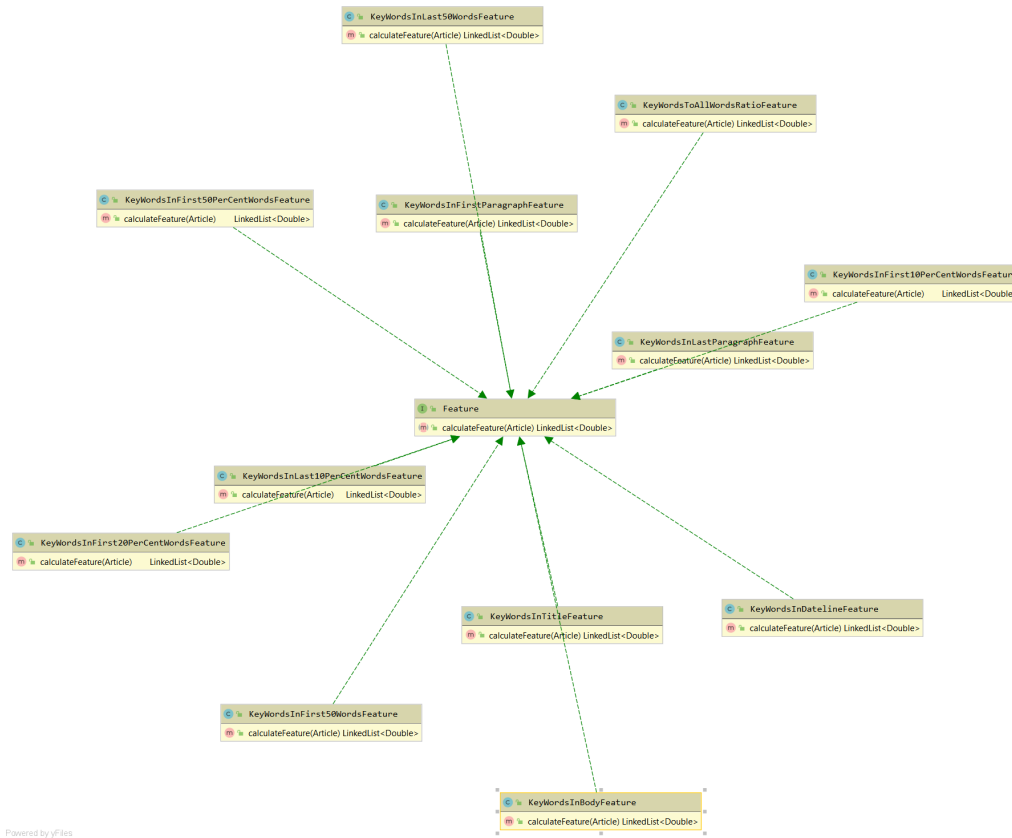 KeyWordsInLast50WordsFeature
calculateFeature(Article) LinkedList<Double>
KeyWordsToAllWordsRatioFeature
calculateFeature(Article) LinkedList<Double>
KeyWordsInFirst50PerCentWordsFeature
calculateFeature(Article) LinkedList<Double>
KeyWordsInFirstParagraphFeature
calculateFeature(Article) LinkedList<Double>
KeyWordsInFirst10PerCentWordsFeatur
calculateFeature(Article) LinkedList<Double
KeyWordsInLastParagraphFeature
calculateFeature(Article) LinkedList<Double>
I Feature
m calculateFeature(Article) LinkedList<Double>
KeyWordsInLast10PerCentWordsFeature
calculateFeature(Article) LinkedList<Double>
KeyWordsInFirst20PerCentWordsFeature
calculateFeature(Article) LinkedList<Double>
KeyWordsInTitleFeature
calculateFeature(Article) LinkedList<Double>
KeyWordsInDatelineFeature
calculateFeature(Article) LinkedList<Double>
KeyWordsInFirst50WordsFeature
calculateFeature(Article) LinkedList<Double>
KeyWordsInBodyFeature
calculateFeature(Article) LinkedList<Double>
Powered by yFiles